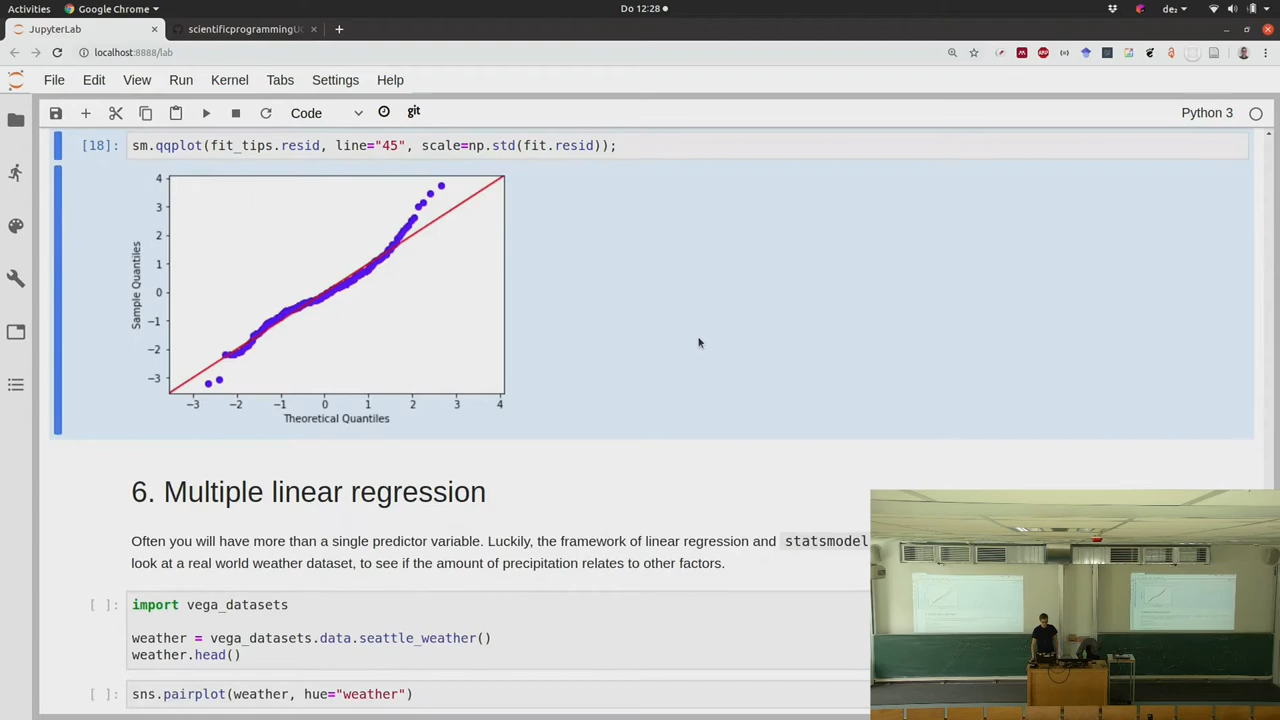 Activities Google Chrome Do 12:28 de₂
JupyterLab scientificprogrammingU
localhost:8888/lab
File Edit View Run Kernel Tabs Settings Help
Code git Python 3
[18]: sm.qqplot(fit_tips.resid, line="45", scale=np.std(fit.resid));
4
3
2
1
0
−1
−2
−3
Sample Quantiles
−3 −2 −1 0 1 2 3 4
Theoretical Quantiles
6. Multiple linear regression
Often you will have more than a single predictor variable. Luckily, the framework of linear regression and statsmodel
look at a real world weather dataset, to see if the amount of precipitation relates to other factors.
[ ]: import vega_datasets
weather = vega_datasets.data.seattle_weather()
weather.head()
[ ]: sns.pairplot(weather, hue="weather")